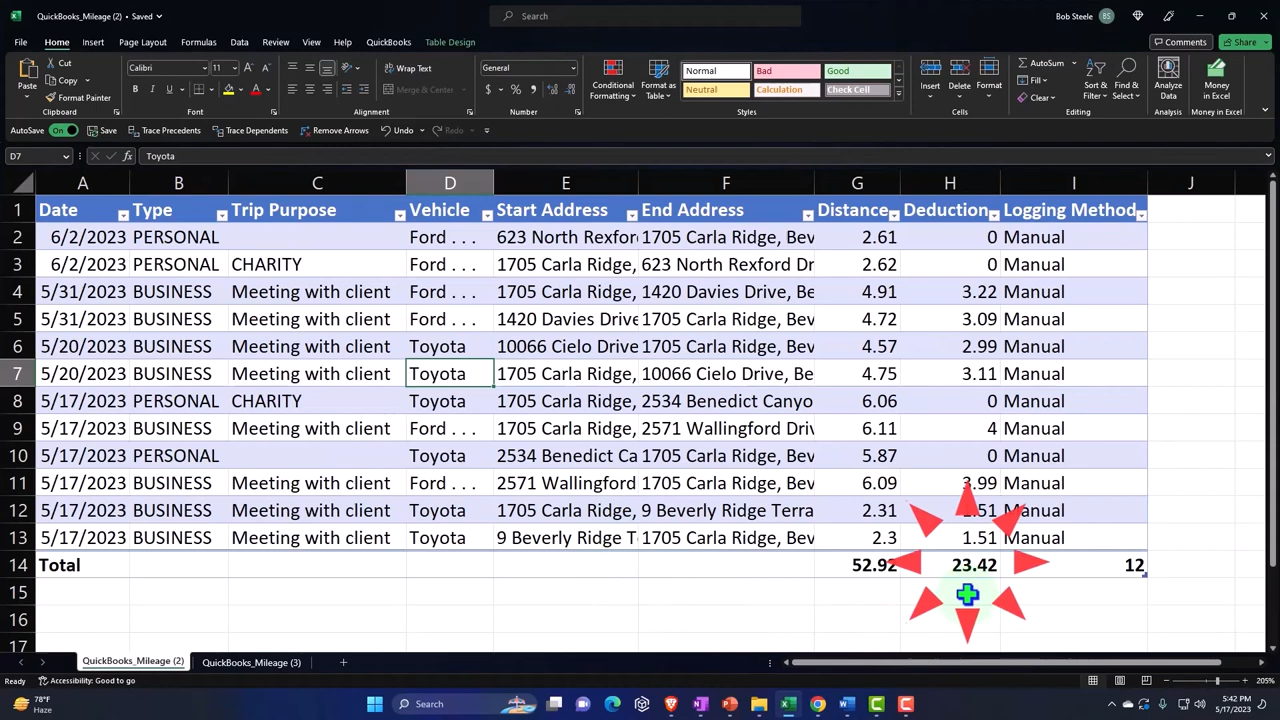 QuickBooks_Mileage (2) • Saved
Search
Bob Steele BS
File Home Insert Page Layout Formulas Data Review View Help QuickBooks Table Design
Comments Share
Paste
Cut
Copy
Format Painter
Clipboard
Calibri 11
B I U
Font
Wrap Text
Merge & Center
Alignment
General
$ %
Number
Conditional Formatting
Format as Table
Normal Bad Good
Neutral Calculation Check Cell
Styles
Insert Delete Format
Cells
AutoSum
Fill
Clear
Sort & Filter
Find & Select
Editing
Analyze Data
Analysis
Money in Excel
Money in Excel
AutoSave On Save Trace Precedents Trace Dependents Remove Arrows Undo Redo
D7 fx Toyota
A B C D E F G H I J
1 Date Type Trip Purpose Vehicle Start Address End Address Distance Deduction Logging Method
2 6/2/2023 PERSONAL Ford . . . 623 North Rexfor 1705 Carla Ridge, Bev 2.61 0 Manual
3 6/2/2023 PERSONAL CHARITY Ford . . . 1705 Carla Ridge, 623 North Rexford Dr 2.62 0 Manual
4 5/31/2023 BUSINESS Meeting with client Ford . . . 1705 Carla Ridge, 1420 Davies Drive, Be 4.91 3.22 Manual
5 5/31/2023 BUSINESS Meeting with client Ford . . . 1420 Davies Drive 1705 Carla Ridge, Bev 4.72 3.09 Manual
6 5/20/2023 BUSINESS Meeting with client Toyota 10066 Cielo Drive 1705 Carla Ridge, Bev 4.57 2.99 Manual
7 5/20/2023 BUSINESS Meeting with client Toyota 1705 Carla Ridge, 10066 Cielo Drive, Be 4.75 3.11 Manual
8 5/17/2023 PERSONAL CHARITY Toyota 1705 Carla Ridge, 2534 Benedict Canyo 6.06 0 Manual
9 5/17/2023 BUSINESS Meeting with client Ford . . . 1705 Carla Ridge, 2571 Wallingford Driv 6.11 4 Manual
10 5/17/2023 PERSONAL Toyota 2534 Benedict Ca 1705 Carla Ridge, Bev 5.87 0 Manual
11 5/17/2023 BUSINESS Meeting with client Ford . . . 2571 Wallingford 1705 Carla Ridge, Bev 6.09 3.99 Manual
12 5/17/2023 BUSINESS Meeting with client Toyota 1705 Carla Ridge, 9 Beverly Ridge Terra 2.31 1.51 Manual
13 5/17/2023 BUSINESS Meeting with client Toyota 9 Beverly Ridge T 1705 Carla Ridge, Bev 2.3 1.51 Manual
14 Total 52.92 23.42 12
15
16
17
QuickBooks_Mileage (2) QuickBooks_Mileage (3)
Ready Accessibility: Good to go 205%
78°F
Haze
Search
5:42 PM
5/17/2023